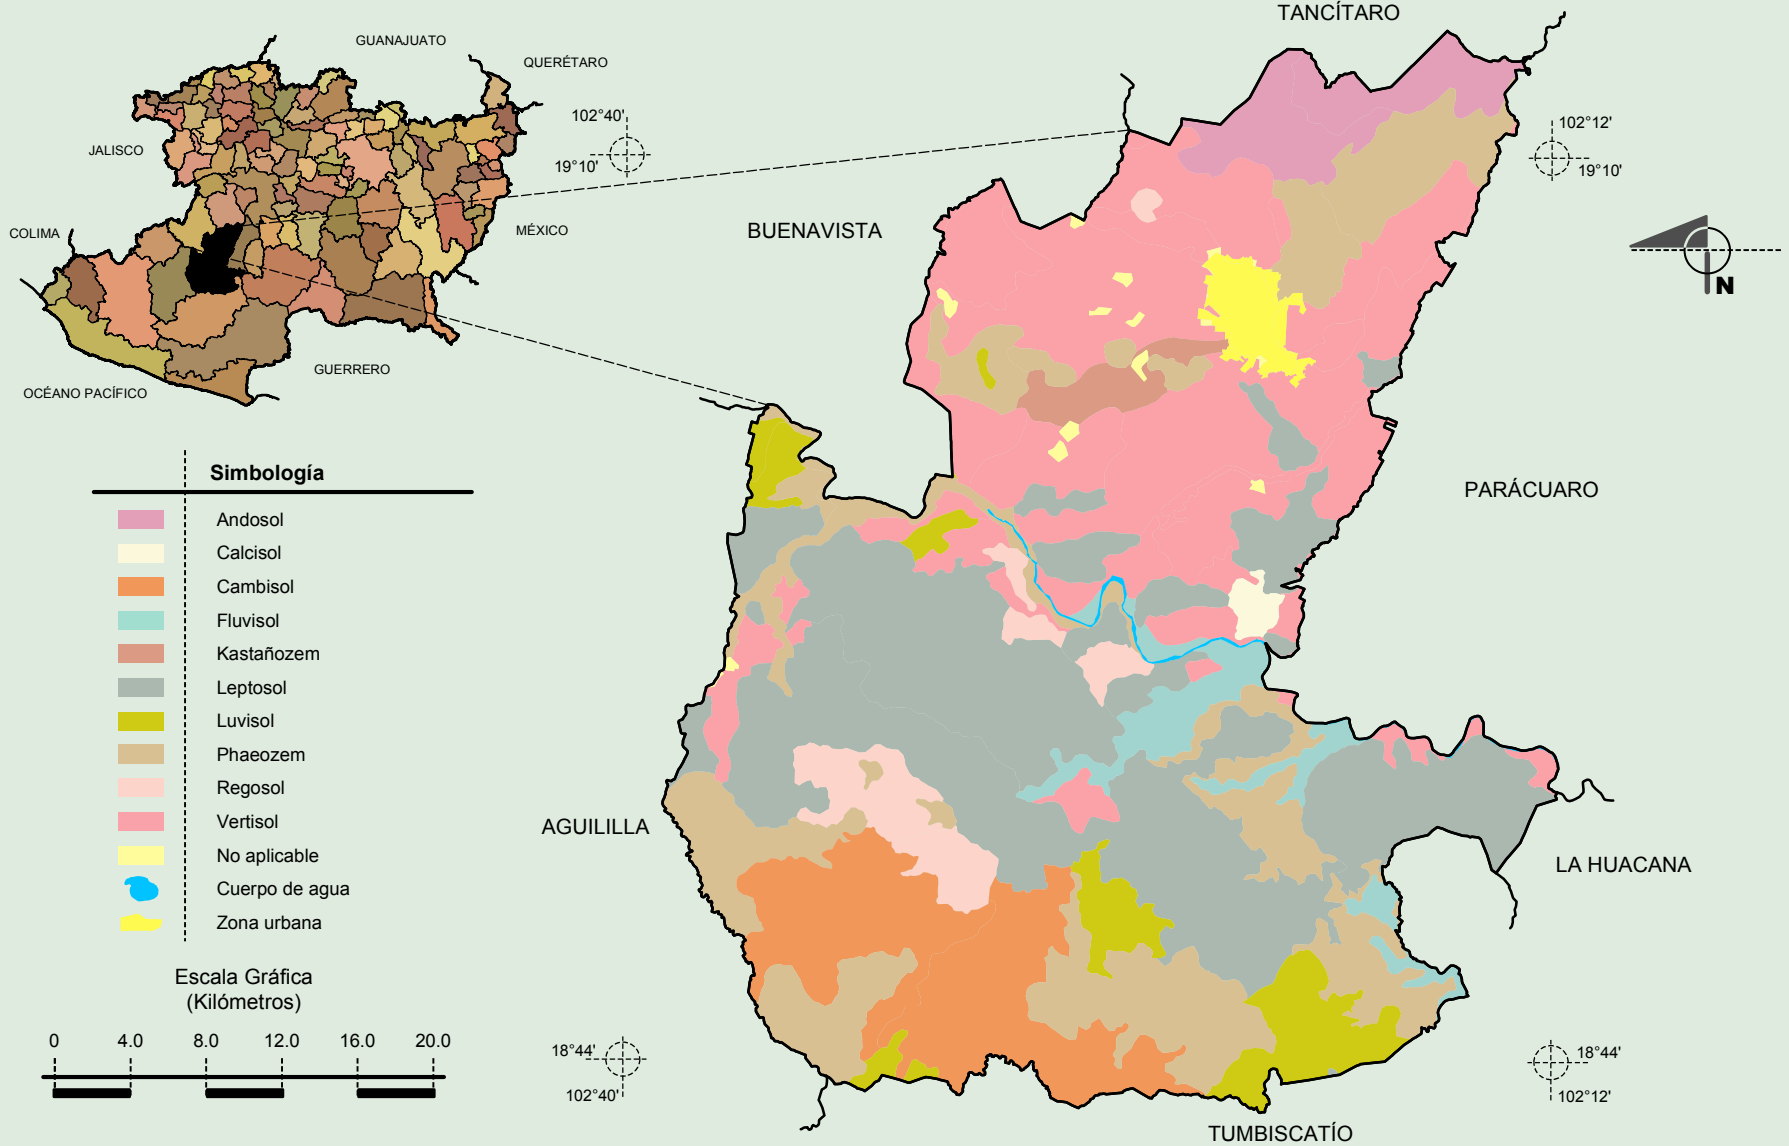 TANCÍTARO
GUANAJUATO
QUERÉTARO
102°40'
19°10'
102°12'
19°10'
JALISCO
COLIMA
MÉXICO
BUENAVISTA
N
GUERRERO
OCÉANO PACÍFICO
PARÁCUARO
Simbología
Andosol
Calcisol
Cambisol
Fluvisol
Kastañozem
Leptosol
Luvisol
Phaeozem
Regosol
Vertisol
No aplicable
Cuerpo de agua
Zona urbana
AGUILILLA
LA HUACANA
Escala Gráfica
(Kilómetros)
0 4.0 8.0 12.0 16.0 20.0
18°44'
102°40'
18°44'
102°12'
TUMBISCATÍO